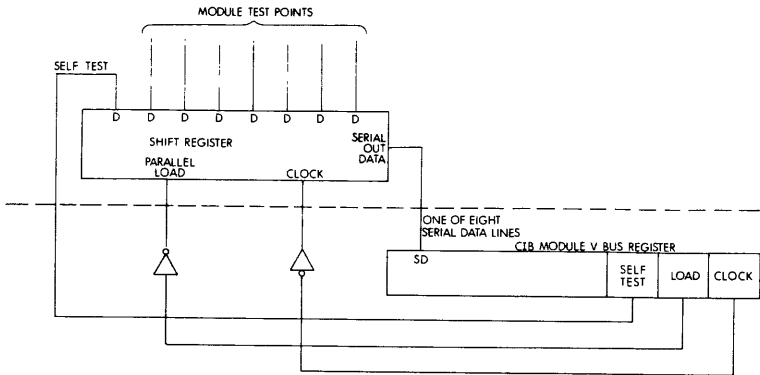 MODULE TEST POINTS
SELF TEST
D D D D D D D D
SHIFT REGISTER
SERIAL
OUT
DATA
PARALLEL
LOAD
CLOCK
ONE OF EIGHT
SERIAL DATA LINES
CIB MODULE V BUS REGISTER
SD
SELF
TEST
LOAD
CLOCK